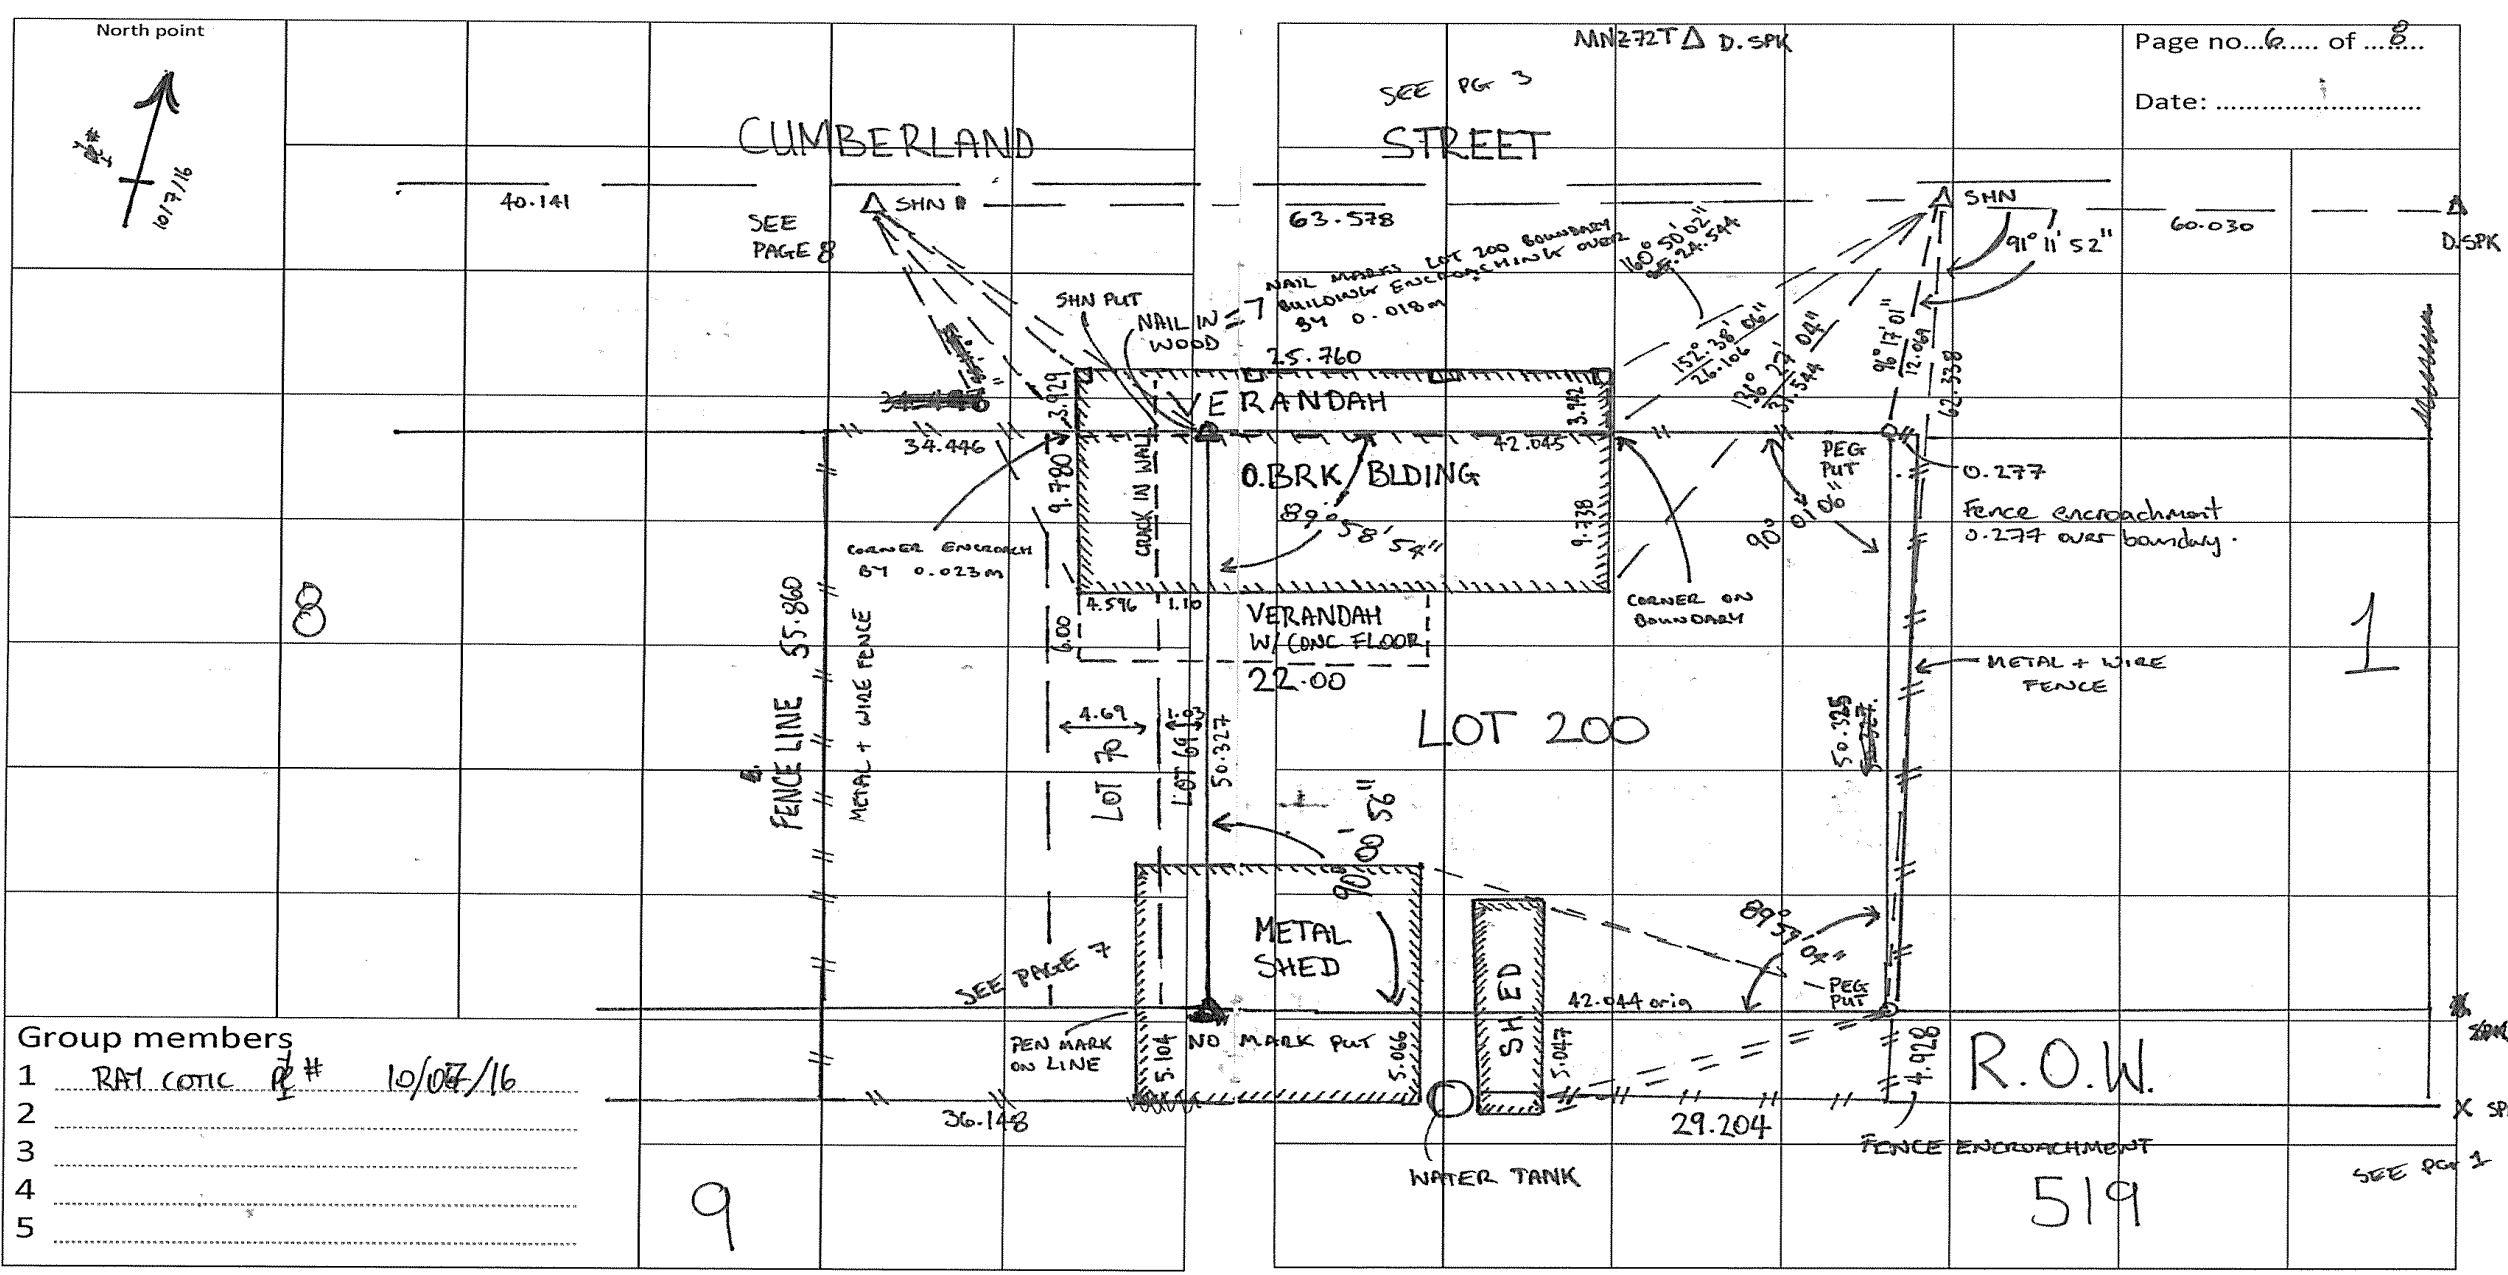 North point
10/7/16
MN272T △ D.SPK
Page no...6..... of ...8.....
Date: ...........................
SEE PG 3
CUMBERLAND STREET
40.141
SEE
PAGE 8
SHN
63.578
SHN
91° 11' 52"
60.030
D.SPK
SHN PUT
NAIL IN
WOOD
NAIL MARKS LOT 200 BOUNDARY
BUILDING ENCROACHING OVER
BY 0.018m
160° 50' 02"
24.544
152° 38' 06"
26.106
27' 04"
31.544
96° 17' 01"
12.069
62.338
25.760
3.929
VERANDAH
3.942
34.446
42.045
9.780
CRACK IN WALL
O.BRK BLDING
89° 58' 54"
9.738
PEG
PUT
0.277
90° 01' 06"
Fence encroachment
0.277 over boundary.
CORNER ENCROACH
BY 0.023m
4.596
1.10
6.00
VERANDAH
W/ CONC FLOOR
22.00
CORNER ON
BOUNDARY
8
FENCE LINE 55.860
METAL + WIRE FENCE
1
METAL + WIRE
FENCE
4.69
1.03
LOT 70
LOT 69
50.327
LOT 200
50.325
90° 00' 56"
METAL
SHED
SHED
SEE PAGE 7
PEG
PUT
42.044 orig
PEN MARK
ON LINE
NO MARK PUT
5.104
5.066
5.047
4.928
R.O.W.
36.148
29.204
WATER TANK
FENCE ENCROACHMENT
SEE PG 1
9
519
Group members
1 RAY COTIC 10/07/16
2
3
4
5